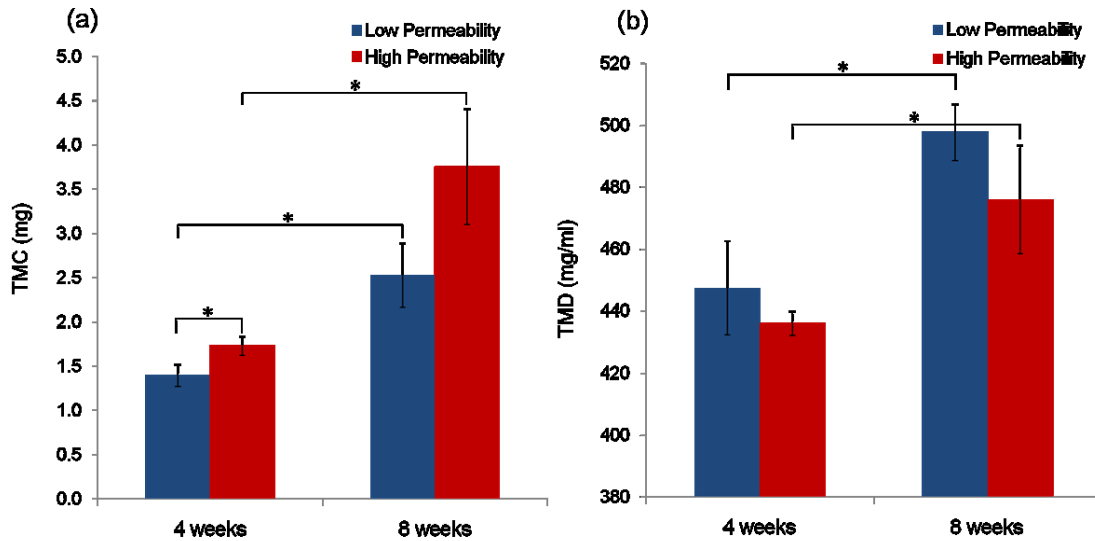 (a)
Low Permeability
High Permeability
5.0
4.5
4.0
3.5
3.0
2.5
2.0
1.5
1.0
0.5
0.0
TMC (mg)
*
*
*
4 weeks
8 weeks
(b)
Low Permeability
High Permeability
520
500
480
460
440
420
400
380
TMD (mg/ml)
*
*
4 weeks
8 weeks